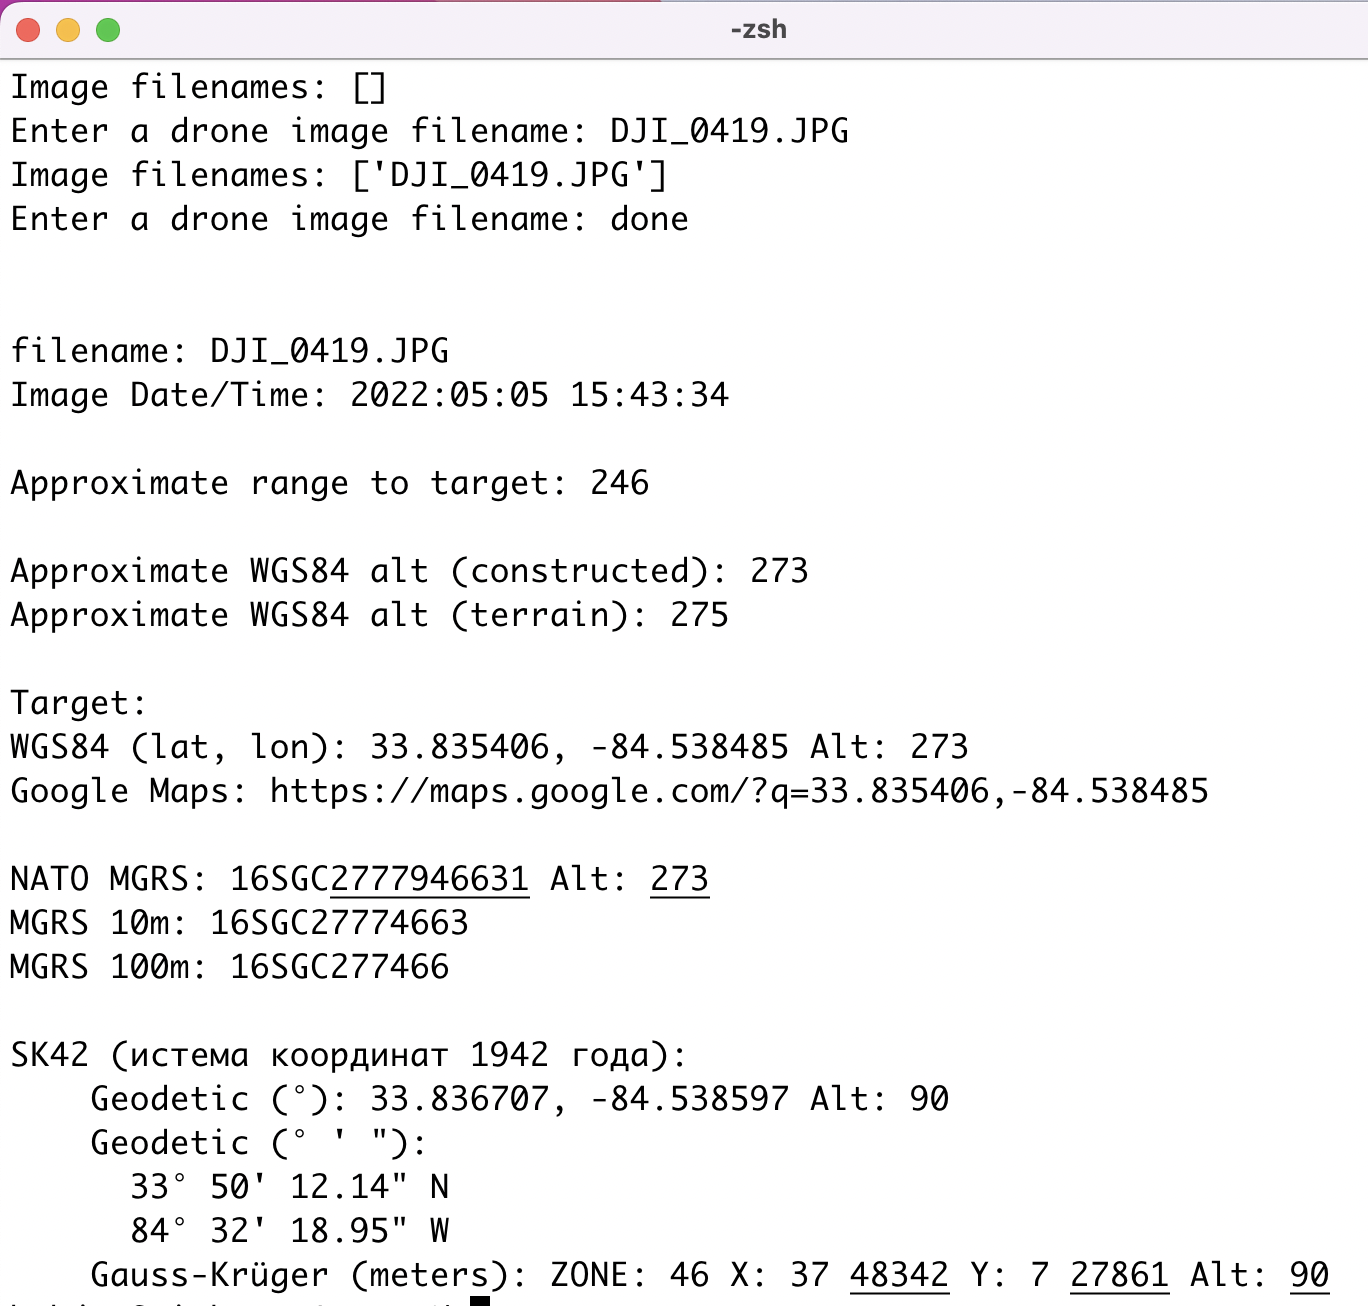 -zsh
Image filenames: []
Enter a drone image filename: DJI_0419.JPG
Image filenames: ['DJI_0419.JPG']
Enter a drone image filename: done
filename: DJI_0419.JPG
Image Date/Time: 2022:05:05 15:43:34
Approximate range to target: 246
Approximate WGS84 alt (constructed): 273
Approximate WGS84 alt (terrain): 275
Target:
WGS84 (lat, lon): 33.835406, -84.538485 Alt: 273
Google Maps: https://maps.google.com/?q=33.835406,-84.538485
NATO MGRS: 16SGC2777946631 Alt: 273
MGRS 10m: 16SGC27774663
MGRS 100m: 16SGC277466
SK42 (истема координат 1942 года):
Geodetic (°): 33.836707, -84.538597 Alt: 90
Geodetic (° ' "):
33° 50' 12.14" N
84° 32' 18.95" W
Gauss-Krüger (meters): ZONE: 46 X: 37 48342 Y: 7 27861 Alt: 90